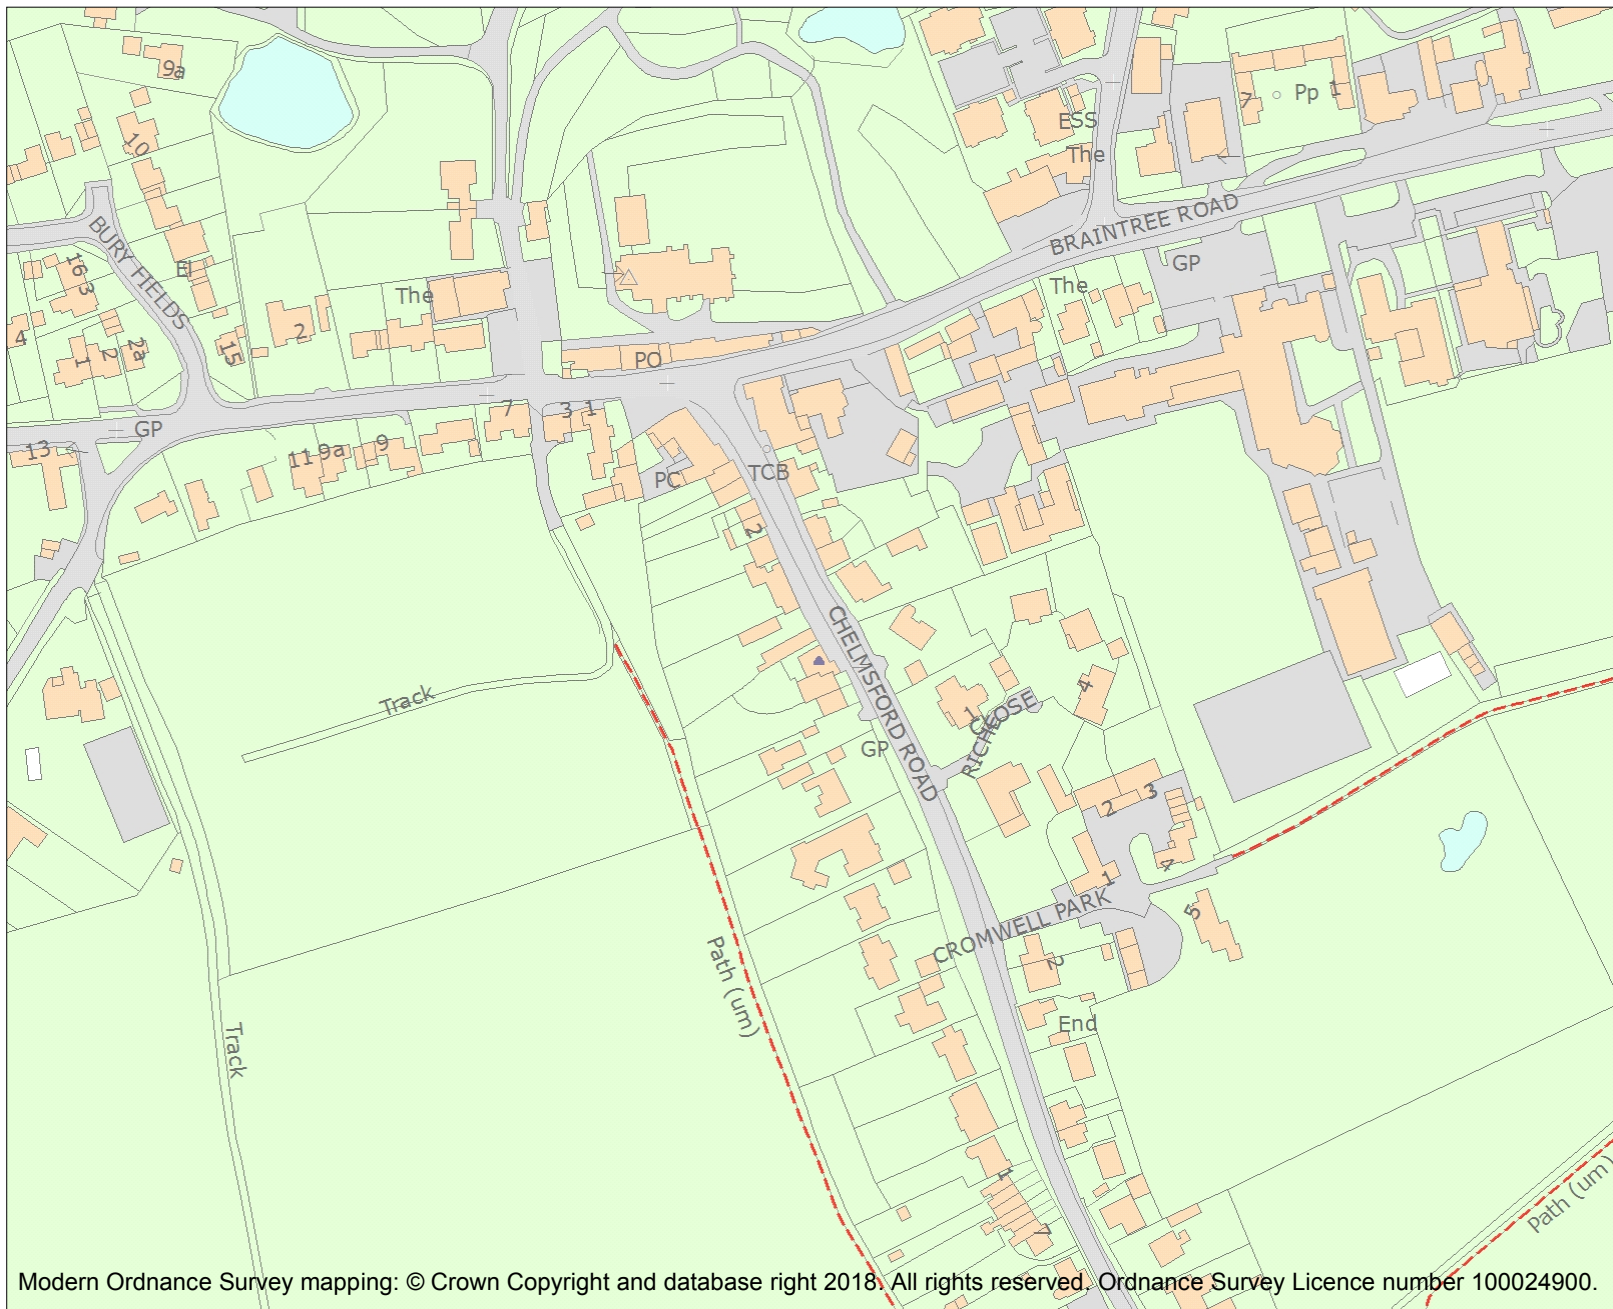 9a
10
7
Pp
1
ESS
The
BURY FIELDS
BRAINTREE ROAD
16
3
El
The
GP
The
4
1
2
2a
15
2
PO
7
3
1
GP
13
11
9a
9
PC
TCB
2
CHELMSFORD ROAD
Track
4
1
RICHE
CLOSE
GP
2
3
1
4
CROMWELL PARK
5
2
Path (um)
End
Track
1
7
Path (um)
Modern Ordnance Survey mapping: © Crown Copyright and database right 2018. All rights reserved. Ordnance Survey Licence number 100024900.